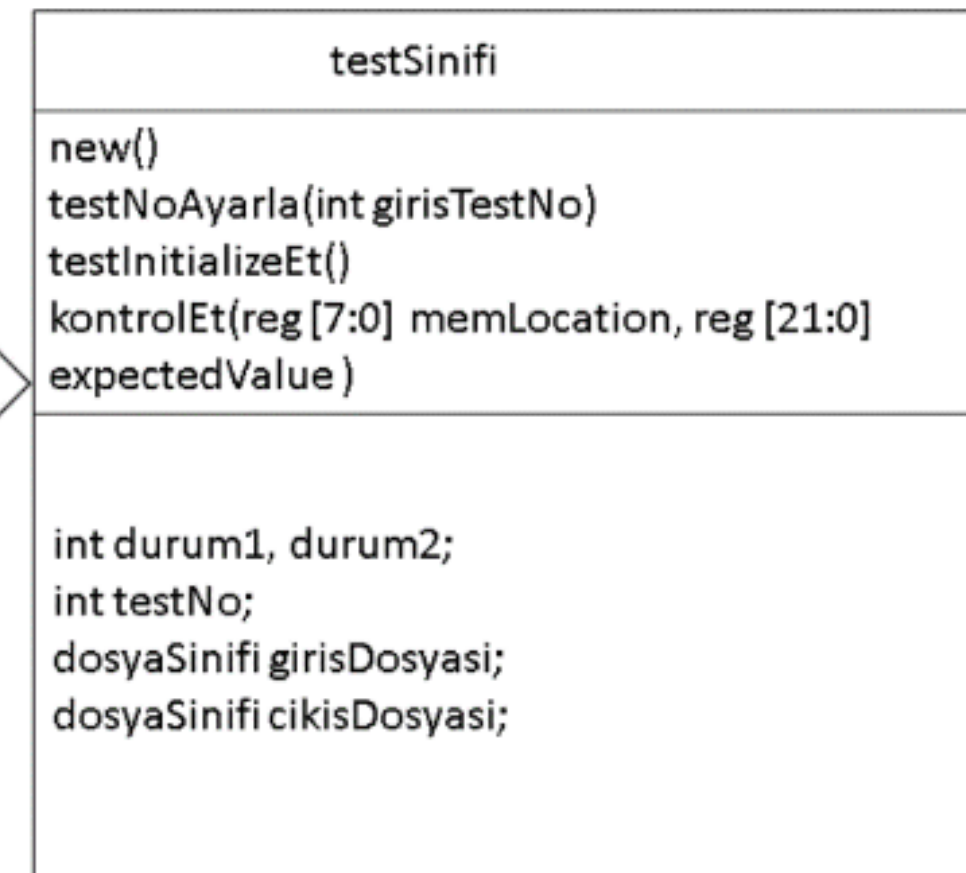 testSinifi
new()
testNoAyarla(int girisTestNo)
testInitializeEt()
kontrolEt(reg [7:0] memLocation, reg [21:0]
expectedValue )
int durum1, durum2;
int testNo;
dosyaSinifi girisDosyasi;
dosyaSinifi cikisDosyasi;